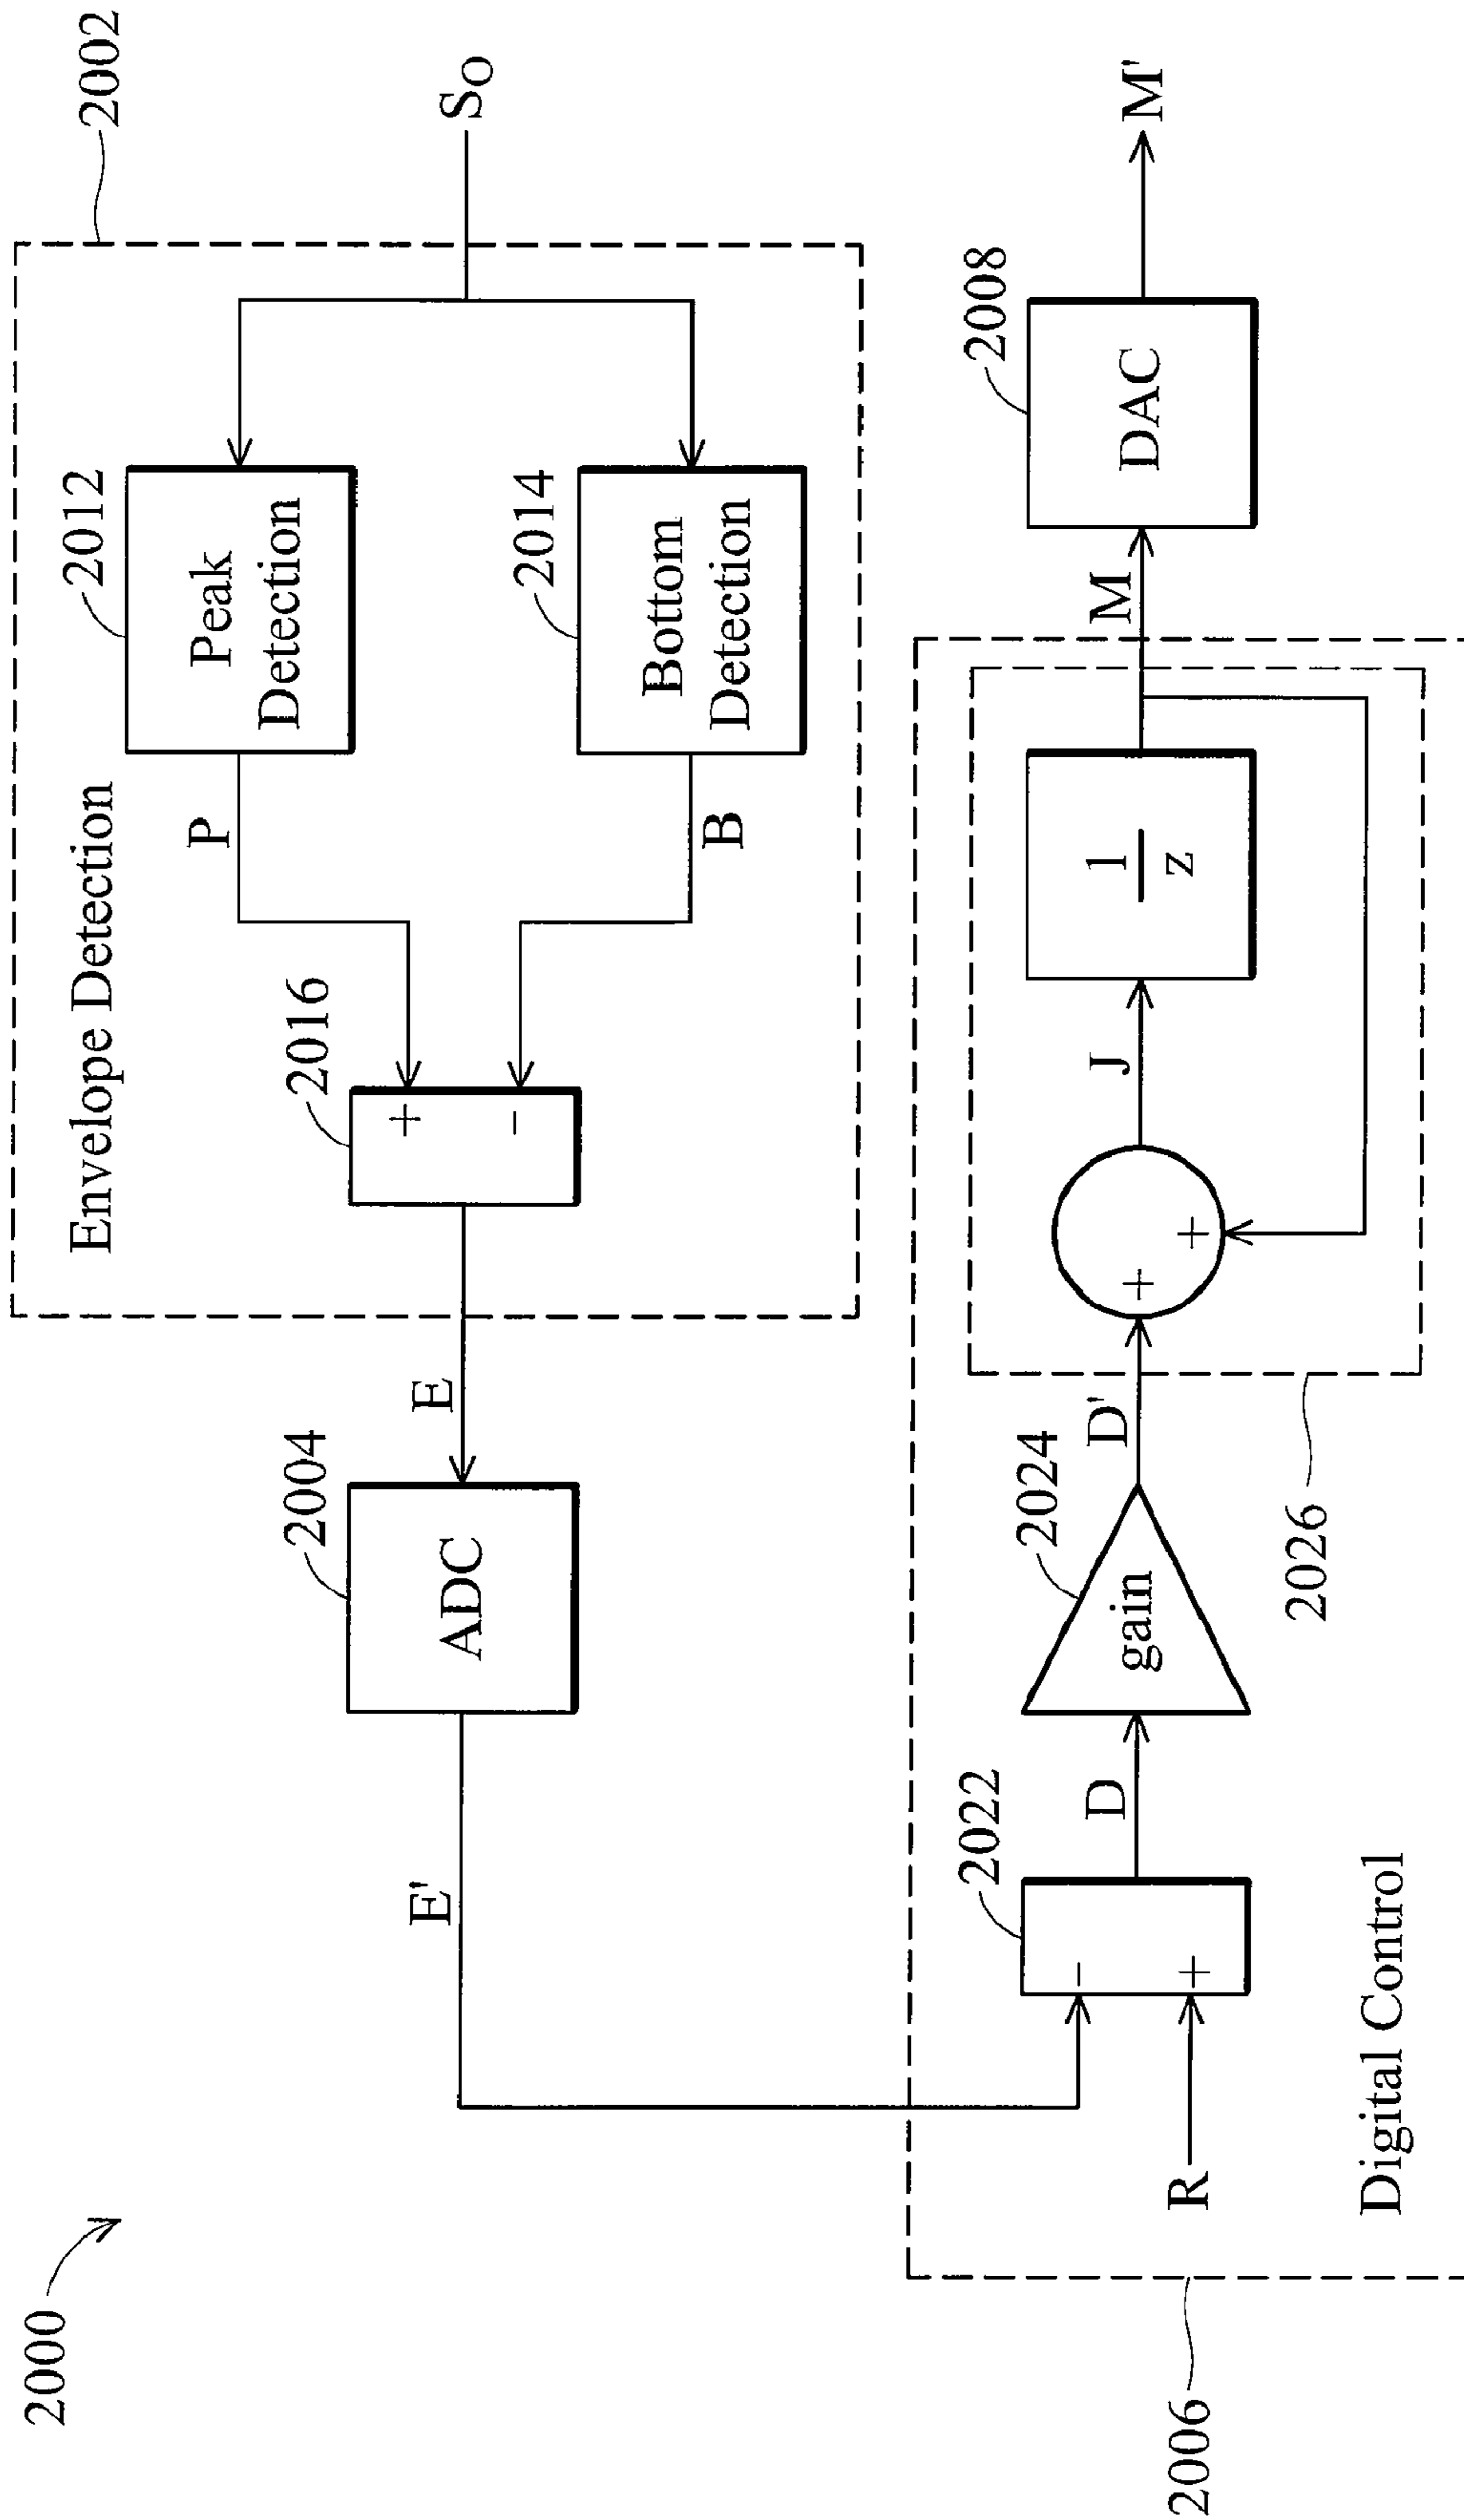 2000
2002
Envelope Detection
2012
Peak
Detection
So
P
2016
+
-
2014
Bottom
Detection
B
E
2004
ADC
E'
2006
Digital Control
R
2022
-
+
D
2024
gain
D'
2026
+
+
J
1
z
M
2008
DAC
M'